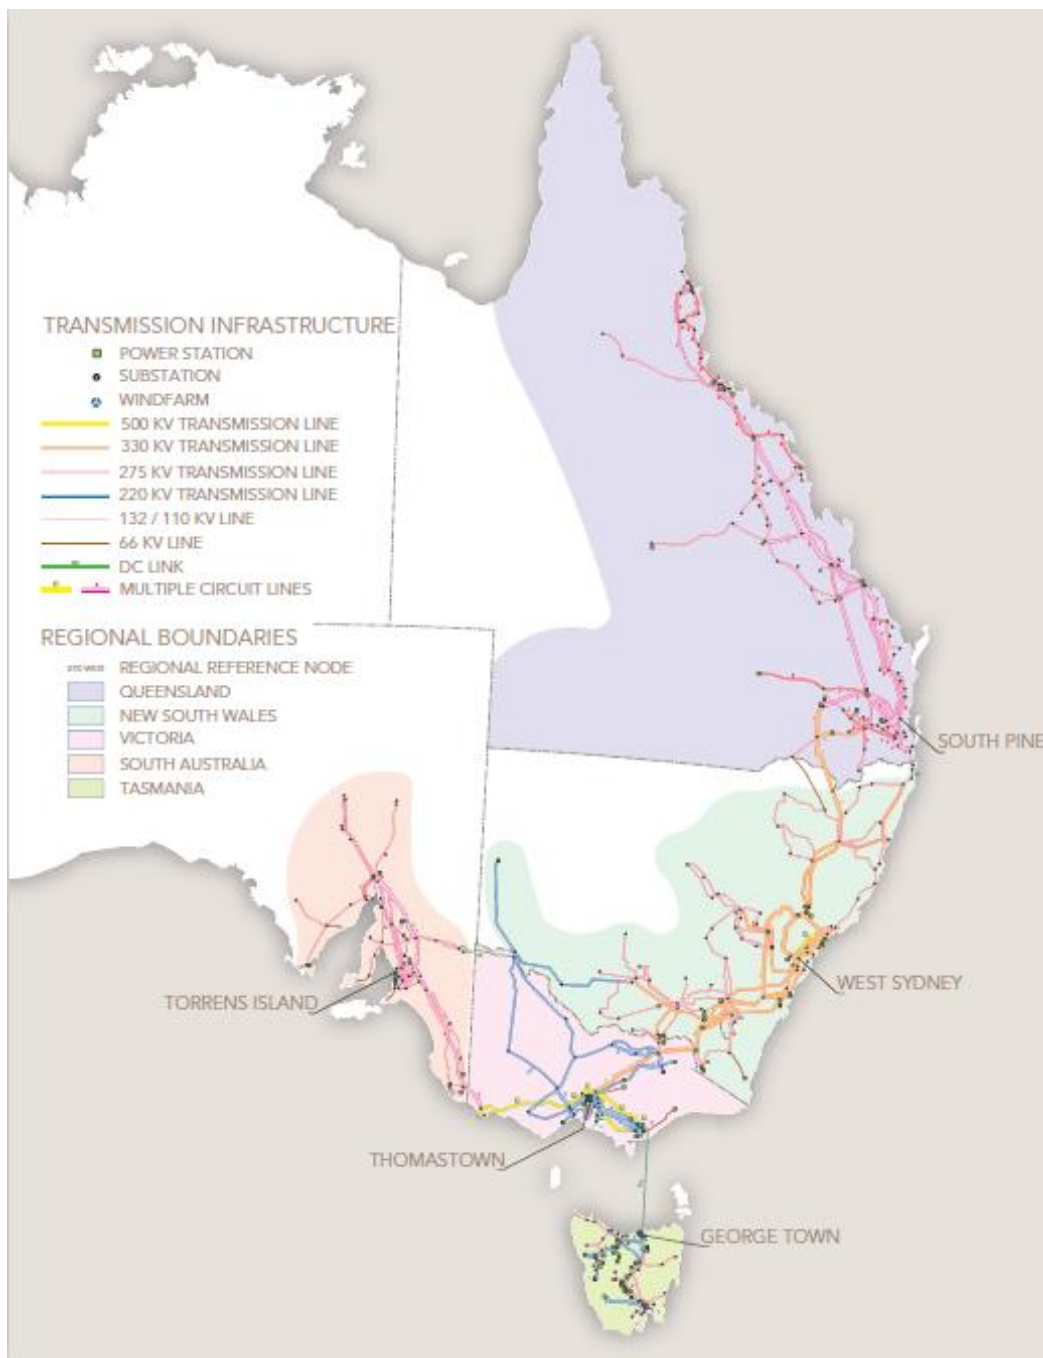 TRANSMISSION INFRASTRUCTURE
POWER STATION
SUBSTATION
WINDFARM
500 KV TRANSMISSION LINE
330 KV TRANSMISSION LINE
275 KV TRANSMISSION LINE
220 KV TRANSMISSION LINE
132 / 110 KV LINE
66 KV LINE
DC LINK
MULTIPLE CIRCUIT LINES
REGIONAL BOUNDARIES
REGIONAL REFERENCE NODE
QUEENSLAND
NEW SOUTH WALES
VICTORIA
SOUTH AUSTRALIA
TASMANIA
SOUTH PINE
WEST SYDNEY
TORRENS ISLAND
THOMASTOWN
GEORGE TOWN